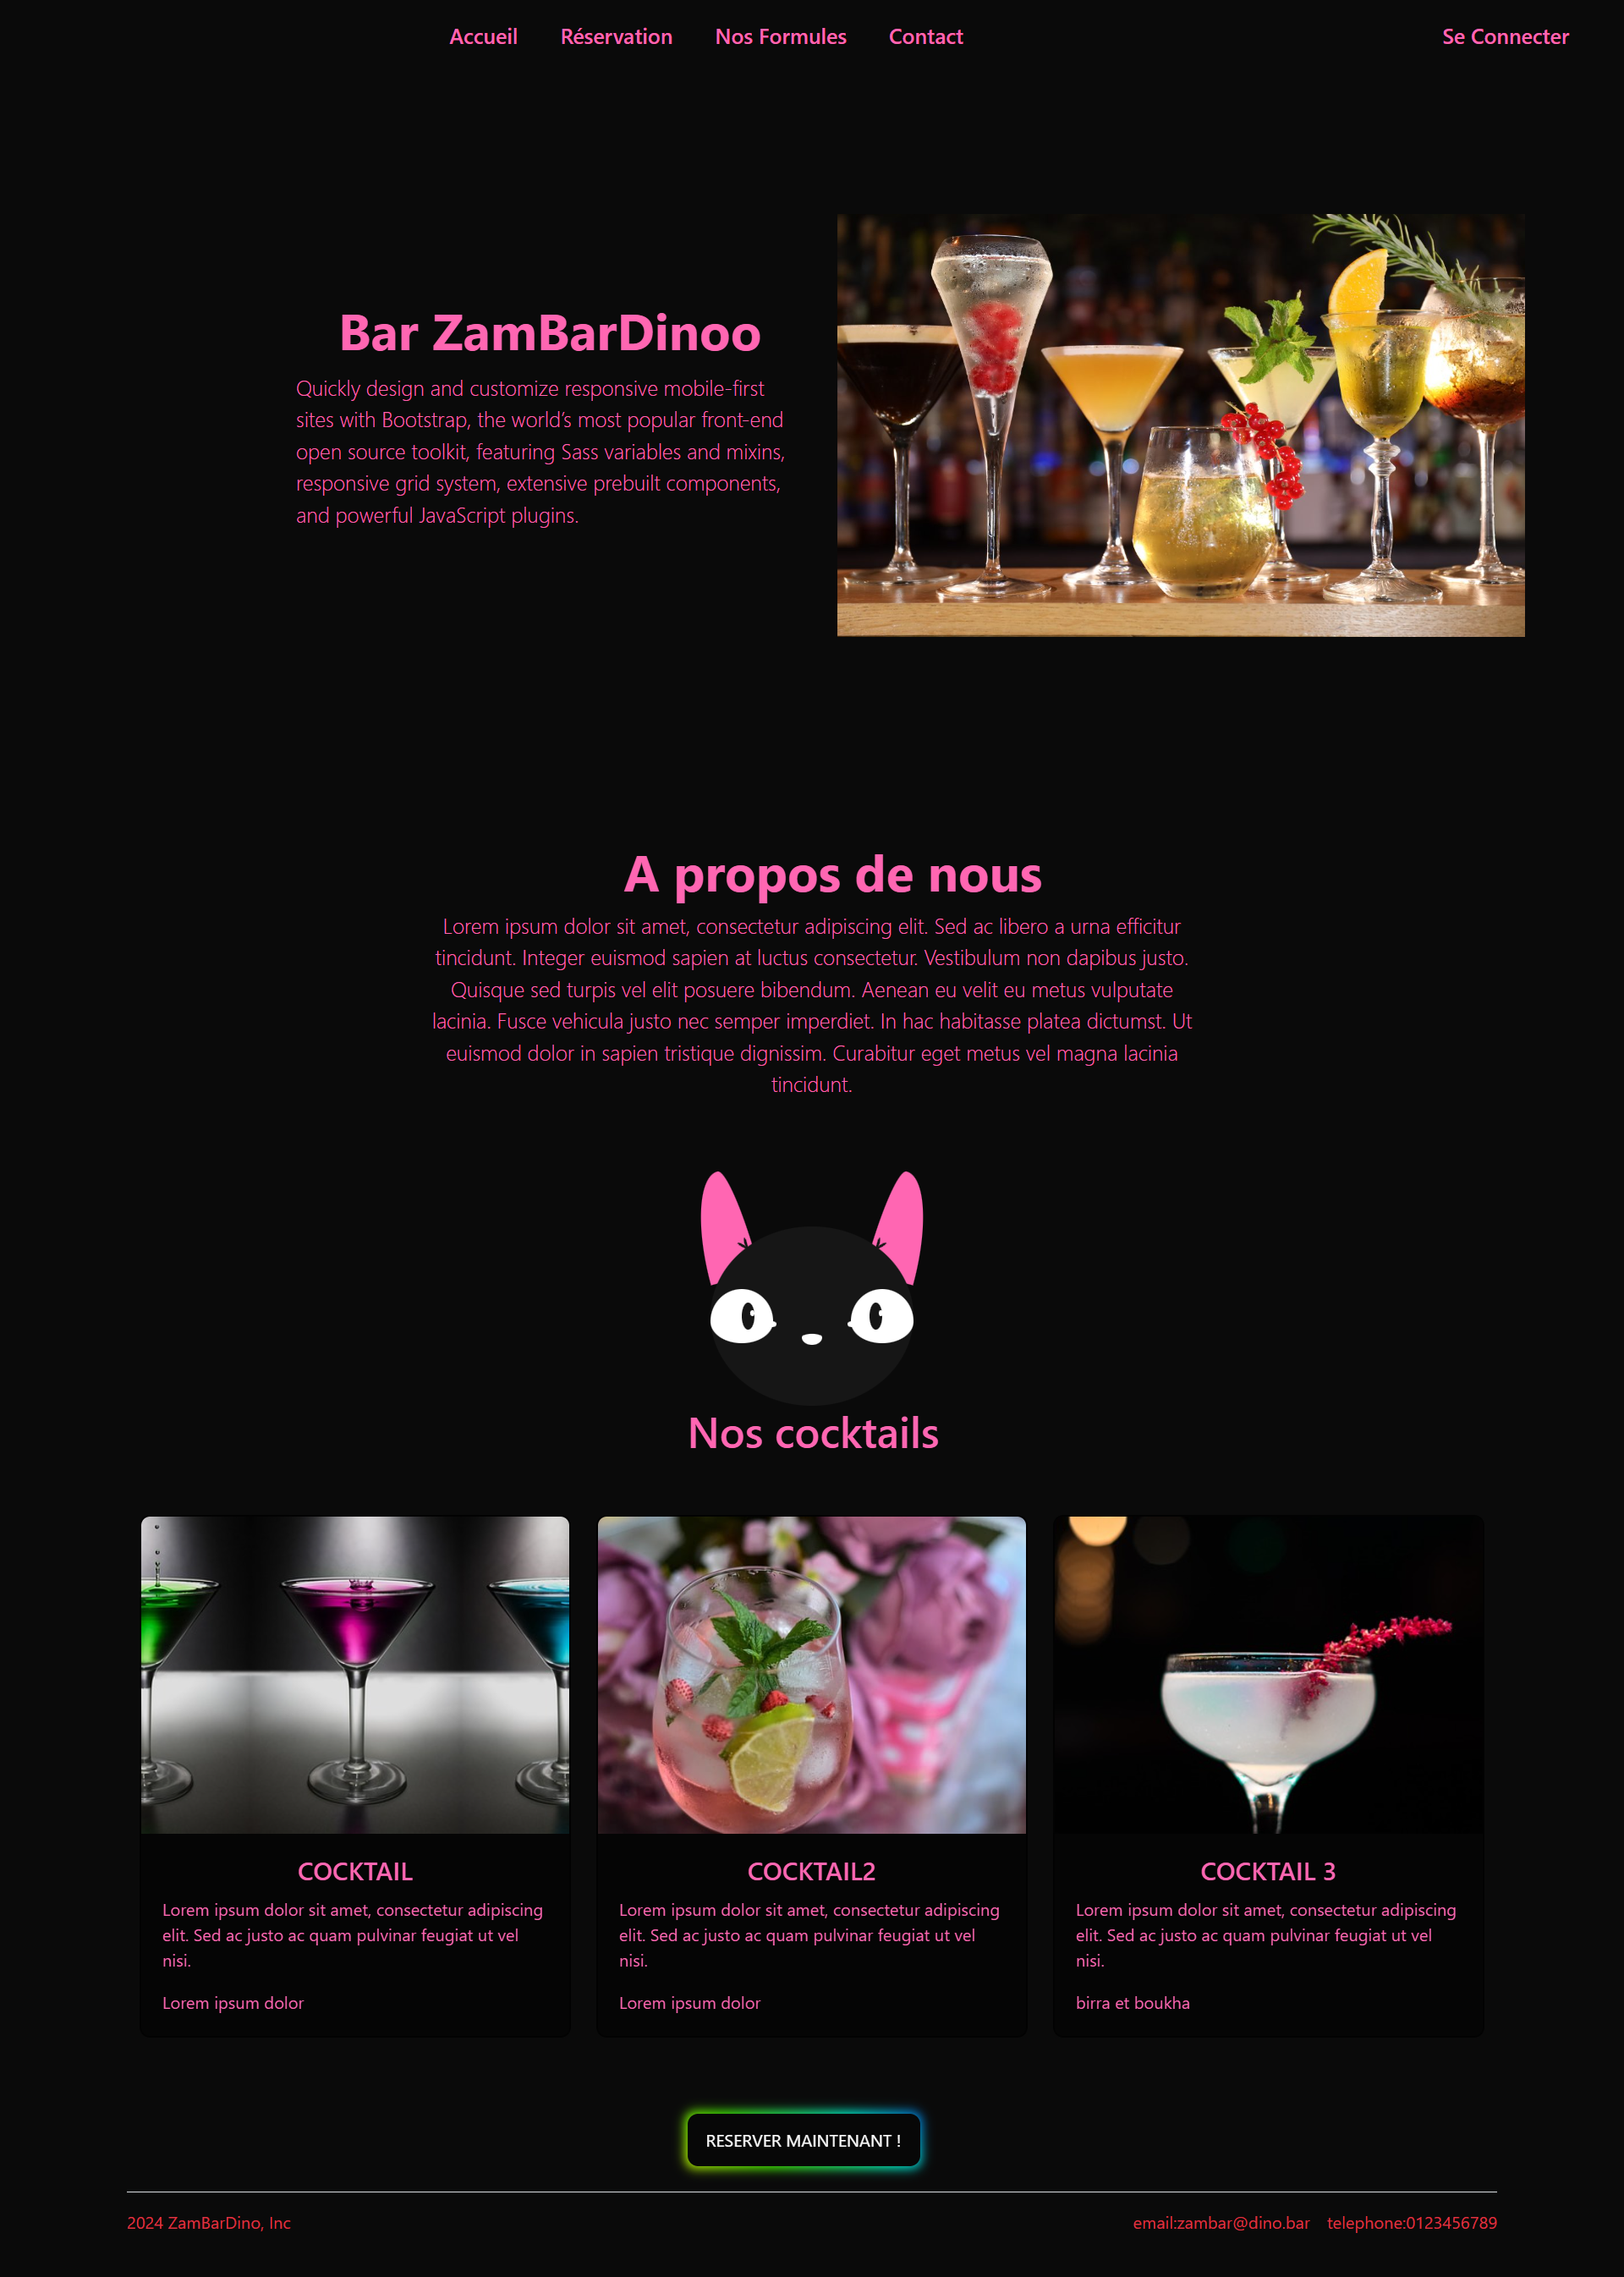 Accueil Réservation Nos Formules Contact Se Connecter
Bar ZamBarDinoo
Quickly design and customize responsive mobile-first
sites with Bootstrap, the world’s most popular front-end
open source toolkit, featuring Sass variables and mixins,
responsive grid system, extensive prebuilt components,
and powerful JavaScript plugins.
A propos de nous
Lorem ipsum dolor sit amet, consectetur adipiscing elit. Sed ac libero a urna efficitur
tincidunt. Integer euismod sapien at luctus consectetur. Vestibulum non dapibus justo.
Quisque sed turpis vel elit posuere bibendum. Aenean eu velit eu metus vulputate
lacinia. Fusce vehicula justo nec semper imperdiet. In hac habitasse platea dictumst. Ut
euismod dolor in sapien tristique dignissim. Curabitur eget metus vel magna lacinia
tincidunt.
Nos cocktails
COCKTAIL
Lorem ipsum dolor sit amet, consectetur adipiscing
elit. Sed ac justo ac quam pulvinar feugiat ut vel
nisi.
Lorem ipsum dolor
COCKTAIL2
Lorem ipsum dolor sit amet, consectetur adipiscing
elit. Sed ac justo ac quam pulvinar feugiat ut vel
nisi.
Lorem ipsum dolor
COCKTAIL 3
Lorem ipsum dolor sit amet, consectetur adipiscing
elit. Sed ac justo ac quam pulvinar feugiat ut vel
nisi.
birra et boukha
RESERVER MAINTENANT !
2024 ZamBarDino, Inc email:zambar@dino.bar telephone:0123456789